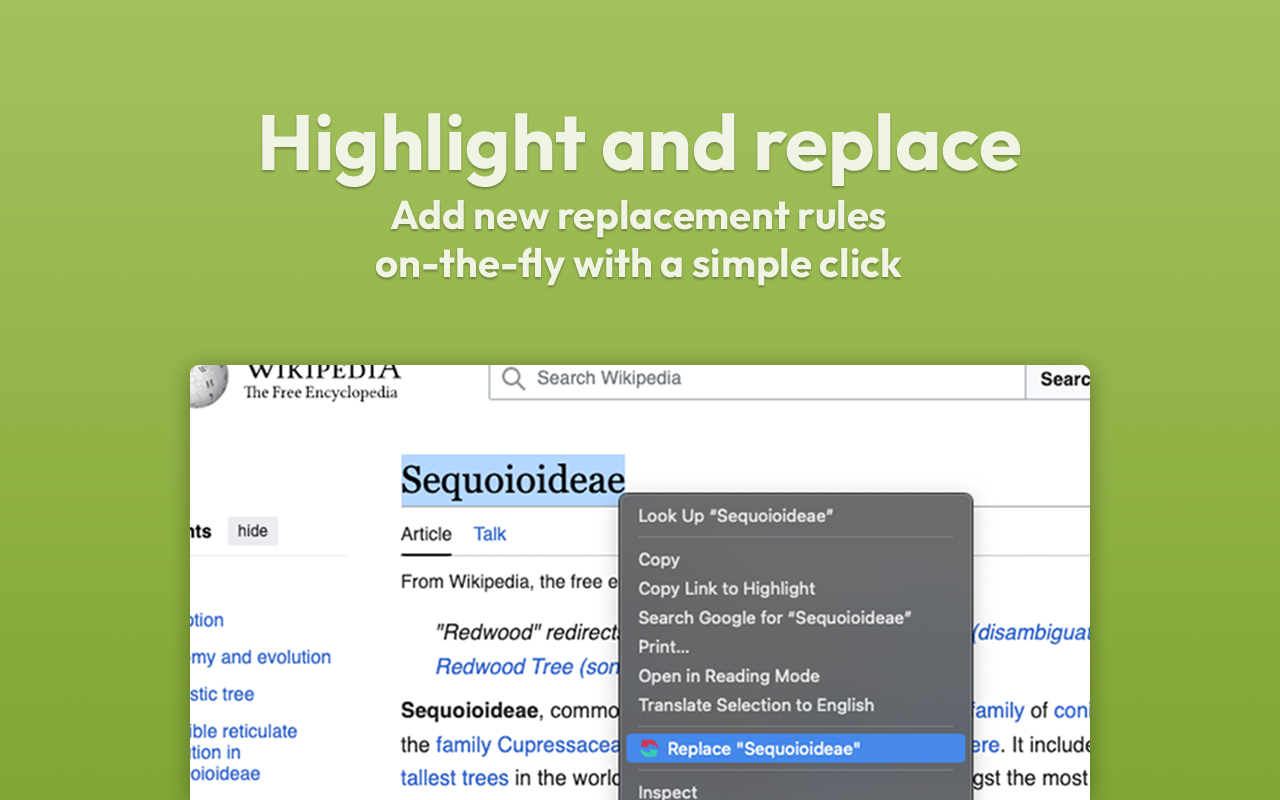 Highlight and replace
Add new replacement rules
on-the-fly with a simple click
WIKIPEDIA
The Free Encyclopedia
Search Wikipedia
Searc
Sequoioideae
nts hide
Article Talk
From Wikipedia, the free e
"Redwood" redirects
(disambiguat
Redwood Tree (son
Sequoioideae, commo
family of coni
the family Cupressacea
ere. It include
tallest trees in the world
gst the most
ption
my and evolution
stic tree
ible reticulate
tion in
oioideae
Look Up “Sequoioideae”
Copy
Copy Link to Highlight
Search Google for “Sequoioideae”
Print...
Open in Reading Mode
Translate Selection to English
Replace "Sequoioideae"
Inspect